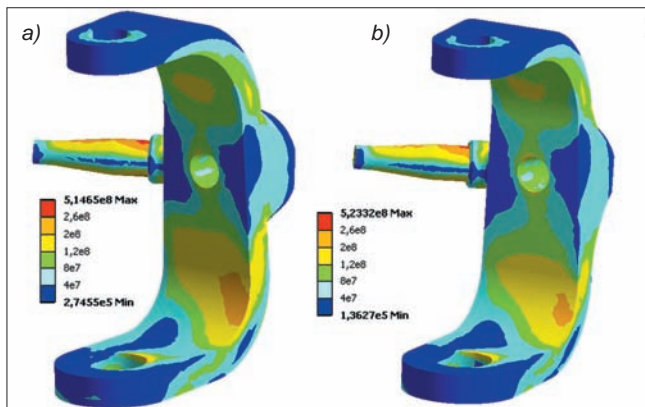 a)
b)
5,1465e8 Max
2,6e8
2e8
1,2e8
8e7
4e7
2,7455e5 Min
5,2332e8 Max
2,6e8
2e8
1,2e8
8e7
4e7
1,3627e5 Min